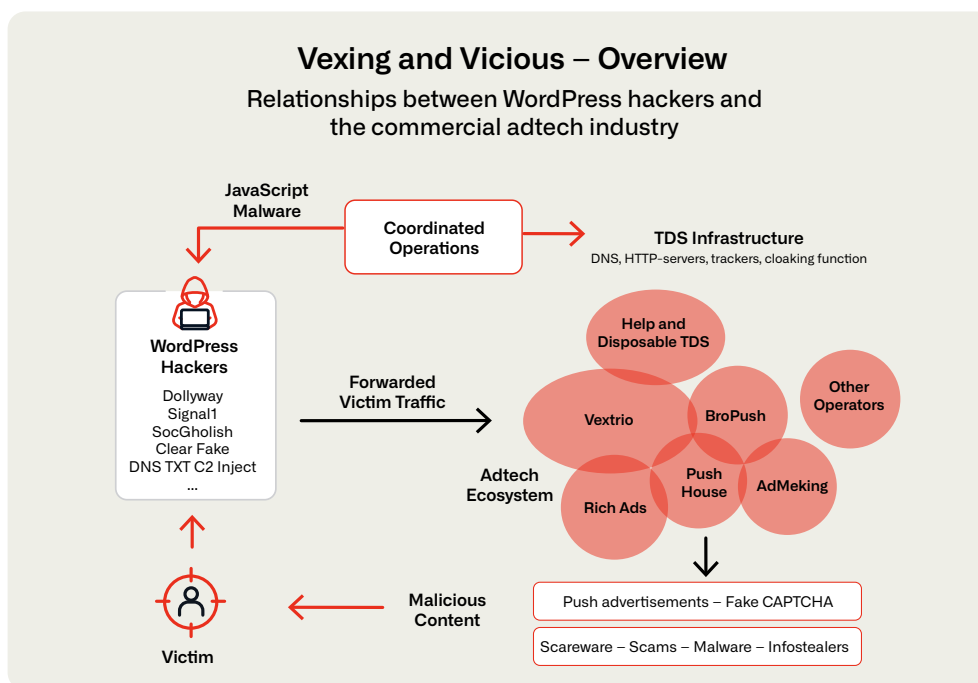 Vexing and Vicious – Overview
Relationships between WordPress hackers and
the commercial adtech industry
JavaScript
Malware
Coordinated
Operations
TDS Infrastructure
DNS, HTTP-servers, trackers, cloaking function
WordPress
Hackers
Dollyway
Signal1
SocGholish
Clear Fake
DNS TXT C2 Inject
...
Forwarded
Victim Traffic
Help and
Disposable TDS
Vextrio
BroPush
Other
Operators
Adtech
Ecosystem
Rich Ads
Push
House
AdMeking
Push advertisements – Fake CAPTCHA
Scareware – Scams – Malware – Infostealers
Malicious
Content
Victim